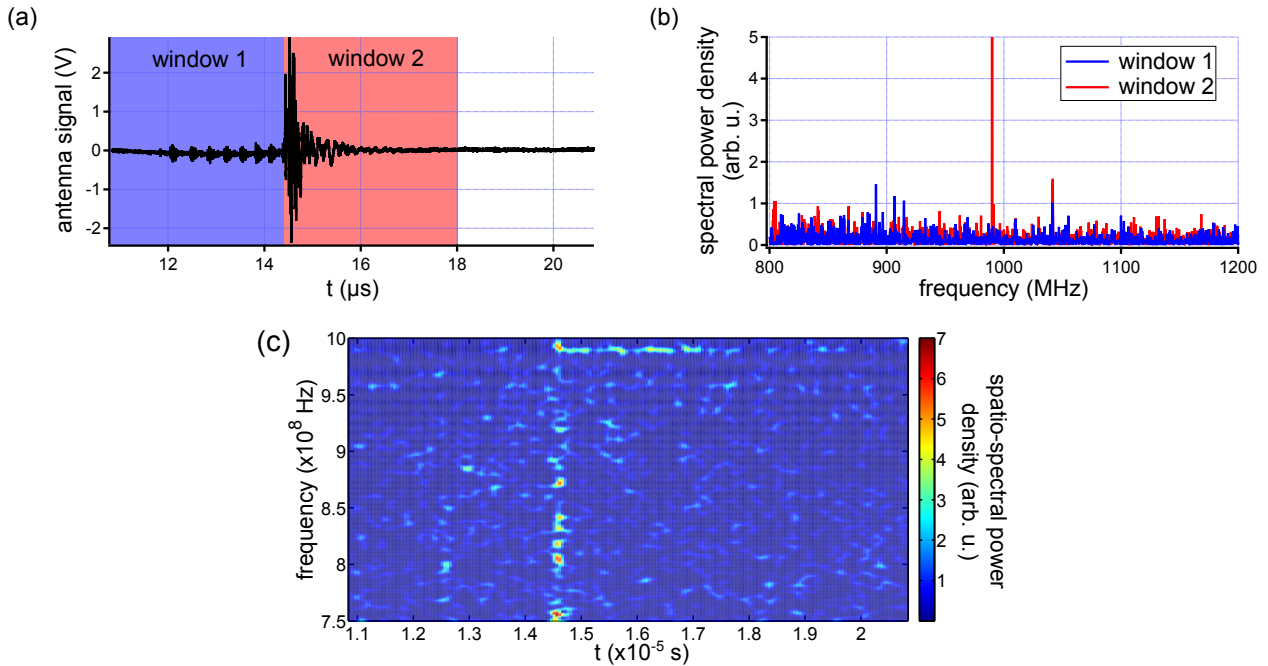 (a)
window 1
window 2
antenna signal (V)
2
1
0
-1
-2
12
14
16
18
20
t (µs)
(b)
window 1
window 2
spectral power density
(arb. u.)
5
4
3
2
1
0
800
900
1000
1100
1200
frequency (MHz)
(c)
frequency (x10⁸ Hz)
10
9.5
9
8.5
8
7.5
1.1
1.2
1.3
1.4
1.5
1.6
1.7
1.8
1.9
2
t (x10⁻⁵ s)
7
6
5
4
3
2
1
spatio-spectral power
density (arb. u.)